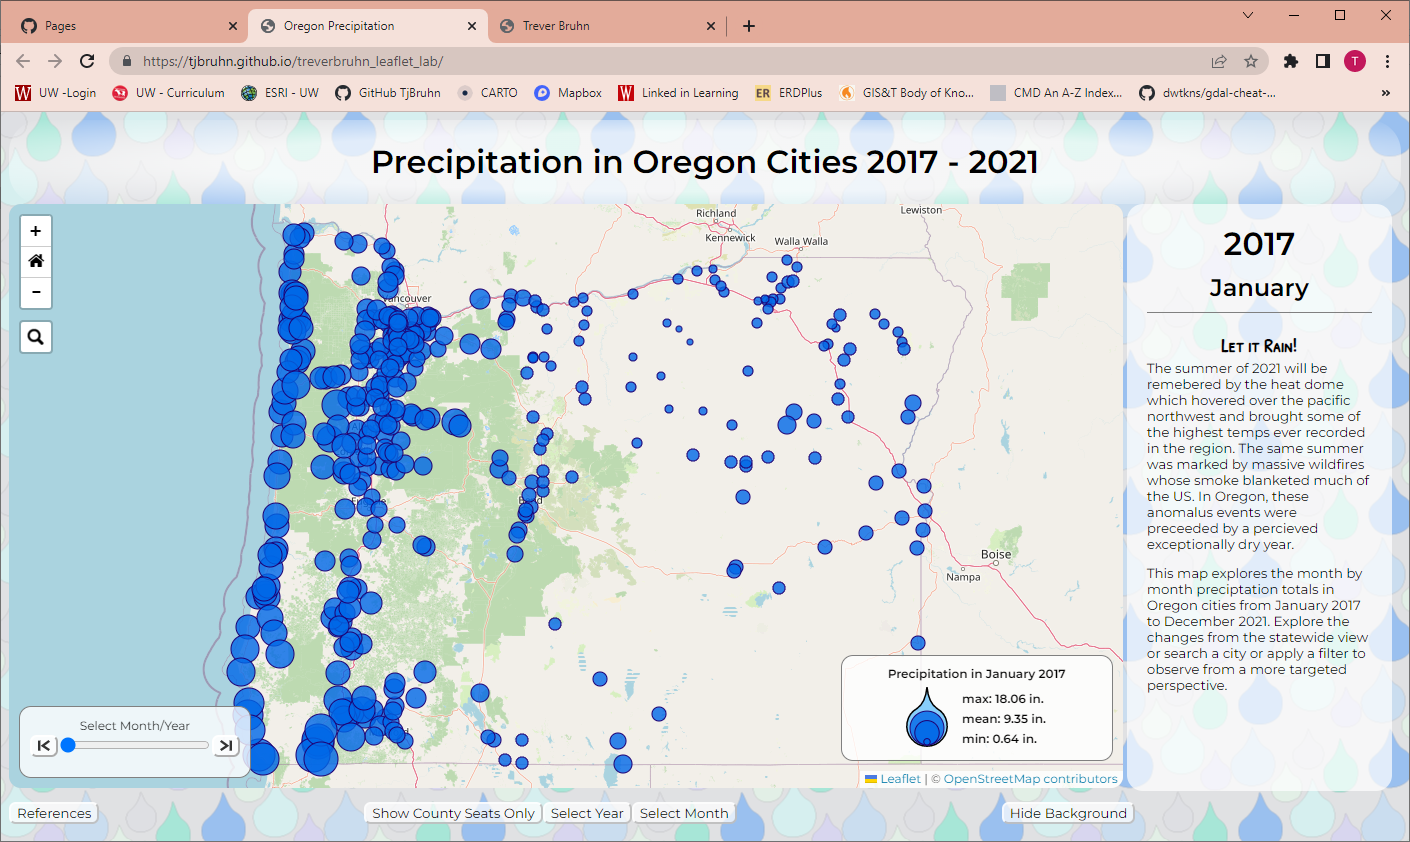 Pages
Oregon Precipitation
Trever Bruhn
https://tjbruhn.github.io/treverbruhn_leaflet_lab/
T
UW -Login
UW - Curriculum
ESRI - UW
GitHub TjBruhn
CARTO
Mapbox
Linked in Learning
ER
ERDPlus
GIS&T Body of Kno...
CMD An A-Z Index...
dwtkns/gdal-cheat-...
»
Precipitation in Oregon Cities 2017 - 2021
+
−
Richland
Kennewick
Walla Walla
Lewiston
Boise
Nampa
Select Month/Year
Precipitation in January 2017
max: 18.06 in.
mean: 9.35 in.
min: 0.64 in.
Leaflet | © OpenStreetMap contributors
2017
January
Let it Rain!
The summer of 2021 will be
remebered by the heat dome
which hovered over the pacific
northwest and brought some of
the highest temps ever recorded
in the region. The same summer
was marked by massive wildfires
whose smoke blanketed much of
the US. In Oregon, these
anomalus events were
preceeded by a percieved
exceptionally dry year.
This map explores the month by
month preciptation totals in
Oregon cities from January 2017
to December 2021. Explore the
changes from the statewide view
or search a city or apply a filter to
observe from a more targeted
perspective.
References
Show County Seats Only
Select Year
Select Month
Hide Background